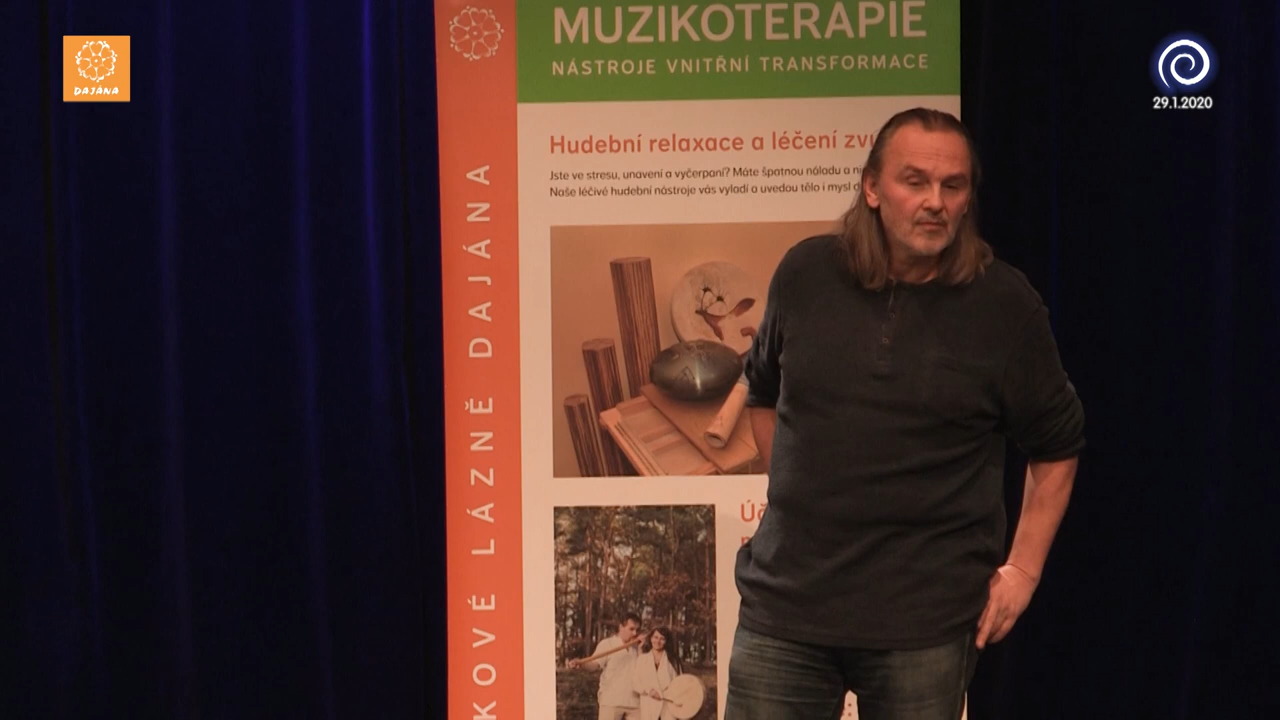 DAJÁNA
29.1.2020
MUZIKOTERAPIE
NÁSTROJE VNITŘNÍ TRANSFORMACE
Hudební relaxace a léčení
Jste ve stresu, unavení a vyčerpaní? Máte špatnou náladu a
Naše léčivé hudební nástroje vás vyladí a uvedou tělo i mysl
KOVÉ LÁZNĚ DAJÁNA